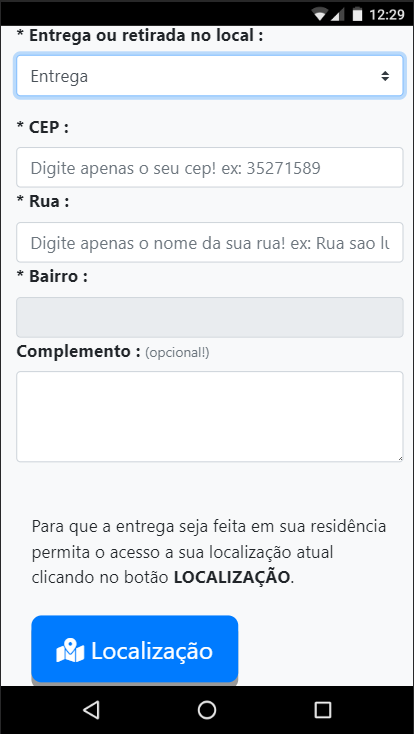 12:29
* Entrega ou retirada no local :
Entrega
* CEP :
Digite apenas o seu cep! ex: 35271589
* Rua :
Digite apenas o nome da sua rua! ex: Rua sao lu
* Bairro :
Complemento : (opcional!)
Para que a entrega seja feita em sua residência
permita o acesso a sua localização atual
clicando no botão LOCALIZAÇÃO.
Localização